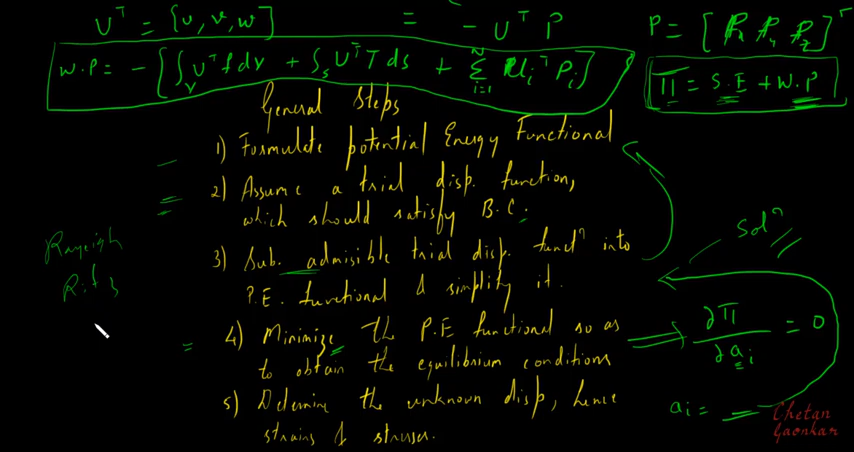 U^T = [u, v, w] = - U^T P
P = [P_x P_y P_z]^T
W.P = - [∫_v U^T f dv + ∫_s U^T T ds + Σ_{i=1}^{N} U_i^T P_i]
Π = S.E + W.P
General Steps
1) Formulate potential Energy Functional
2) Assume a trial disp. function,
which should satisfy B.C.
3) Sub. admisible trial disp. funct? into
P.E. functional & simplify it.
4) Minimize the P.E functional so as
to obtain the equilibrium conditions
5) Detemine the unknown disp, hence
strains & stresses.
Rayeigh
Ritz
Sol?
∂Π/∂a_i = 0
a_i =
Chetan
Gaonkar